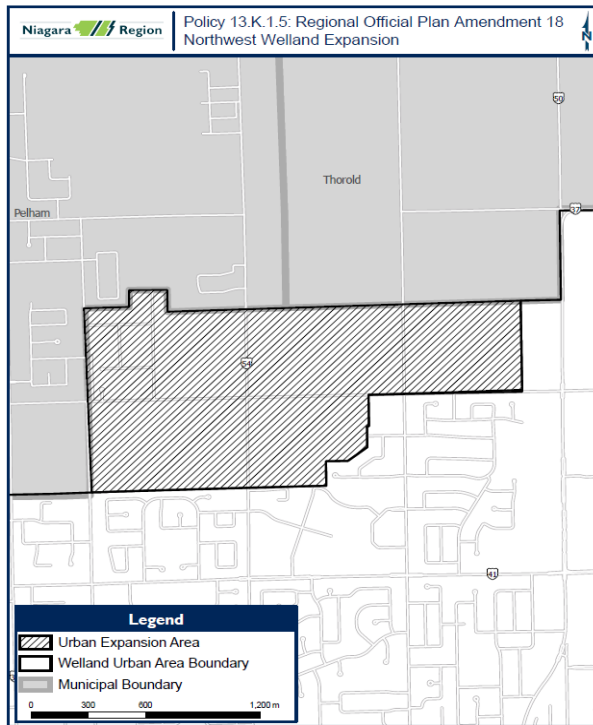 Niagara Region
Policy 13.K.1.5: Regional Official Plan Amendment 18
Northwest Welland Expansion
N
50
Thorold
37
Pelham
54
41
Legend
Urban Expansion Area
Welland Urban Area Boundary
Municipal Boundary
0 300 600 1,200 m